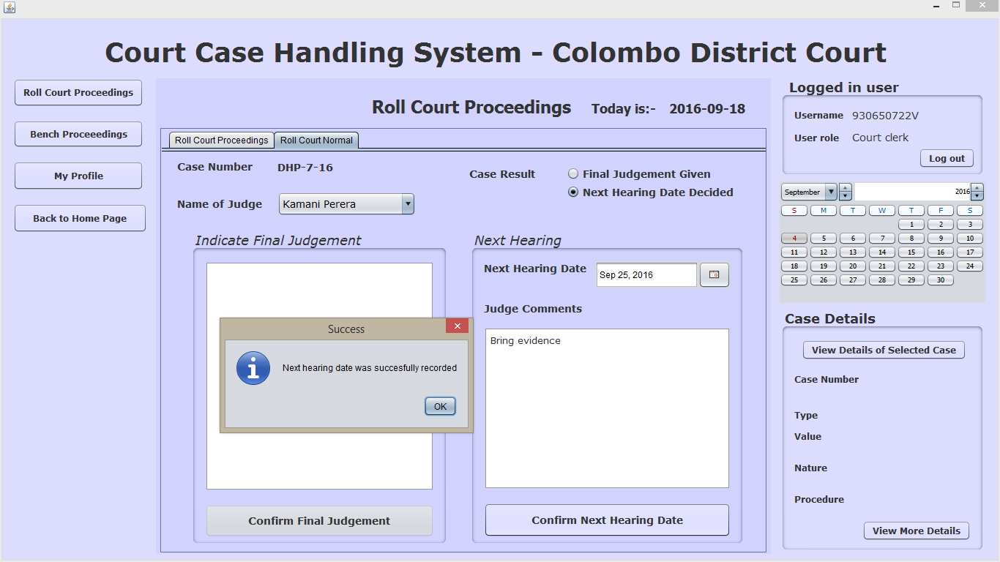 Court Case Handling System - Colombo District Court
Roll Court Proceedings
Bench Proceeedings
My Profile
Back to Home Page
Roll Court Proceedings Today is:- 2016-09-18
Roll Court Proceedings Roll Court Normal
Case Number DHP-7-16
Name of Judge Kamani Perera
Case Result
Final Judgement Given
Next Hearing Date Decided
Indicate Final Judgement
Success
Next hearing date was succesfully recorded
OK
Confirm Final Judgement
Next Hearing
Next Hearing Date Sep 25, 2016
Judge Comments
Bring evidence
Confirm Next Hearing Date
Logged in user
Username 930650722V
User role Court clerk
Log out
September 2016
S M T W T F S
1 2 3
4 5 6 7 8 9 10
11 12 13 14 15 16 17
18 19 20 21 22 23 24
25 26 27 28 29 30
Case Details
View Details of Selected Case
Case Number
Type
Value
Nature
Procedure
View More Details